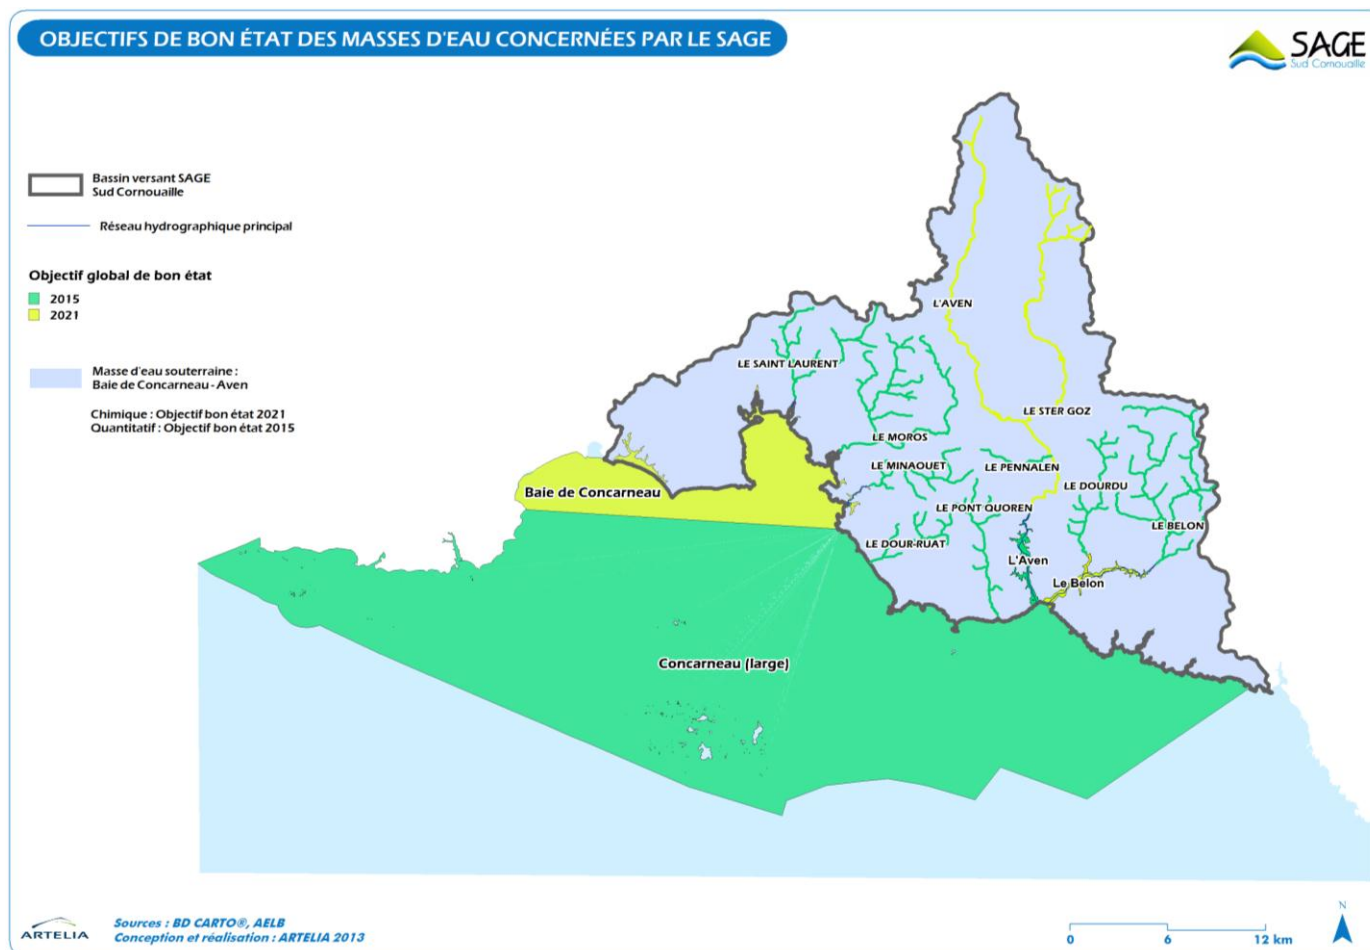 OBJECTIFS DE BON ÉTAT DES MASSES D'EAU CONCERNÉES PAR LE SAGE
SAGE
Sud Cornouaille
Bassin versant SAGE
Sud Cornouaille
Réseau hydrographique principal
Objectif global de bon état
2015
2021
Masse d'eau souterraine :
Baie de Concarneau - Aven
Chimique : Objectif bon état 2021
Quantitatif : Objectif bon état 2015
L'AVEN
LE SAINT LAURENT
LE STER GOZ
LE MOROS
LE MINAOUET
LE PENNALEN
LE DOURDU
Baie de Concarneau
LE PONT QUOREN
LE BELON
LE DOUR-RUAT
L'Aven
Le Belon
Concarneau (large)
ARTELIA
Sources : BD CARTO®, AELB
Conception et réalisation : ARTELIA 2013
0 6 12 km
N